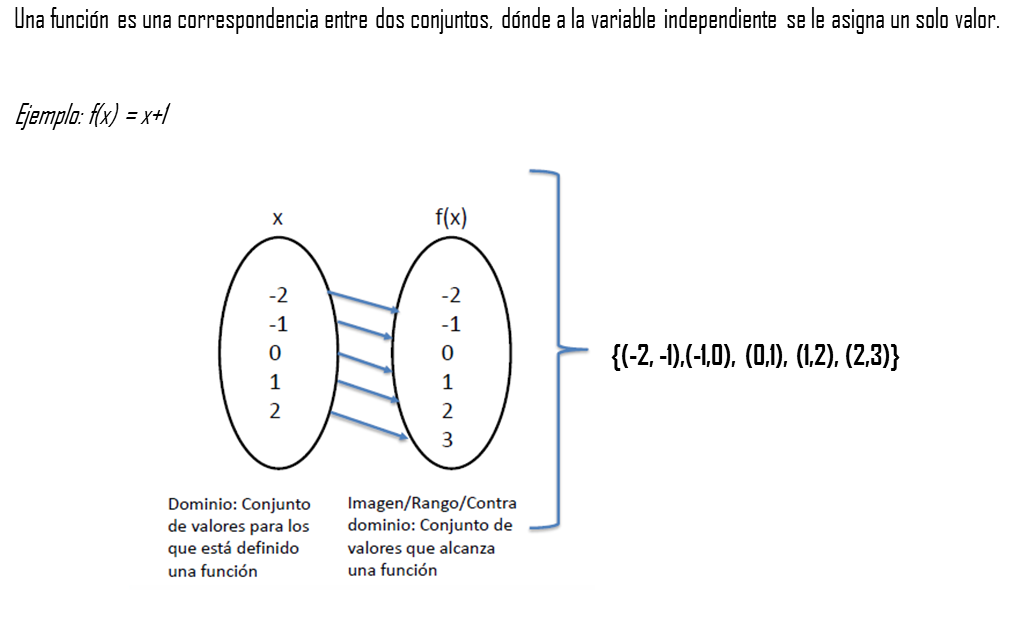 Una función es una correspondencia entre dos conjuntos, dónde a la variable independiente se le asigna un solo valor.
Ejemplo: f(x) = x+1
x
f(x)
-2
-1
0
1
2
-2
-1
0
1
2
3
{(-2, -1),(-1,0), (0,1), (1,2), (2,3)}
Dominio: Conjunto
de valores para los
que está definido
una función
Imagen/Rango/Contra
dominio: Conjunto de
valores que alcanza
una función